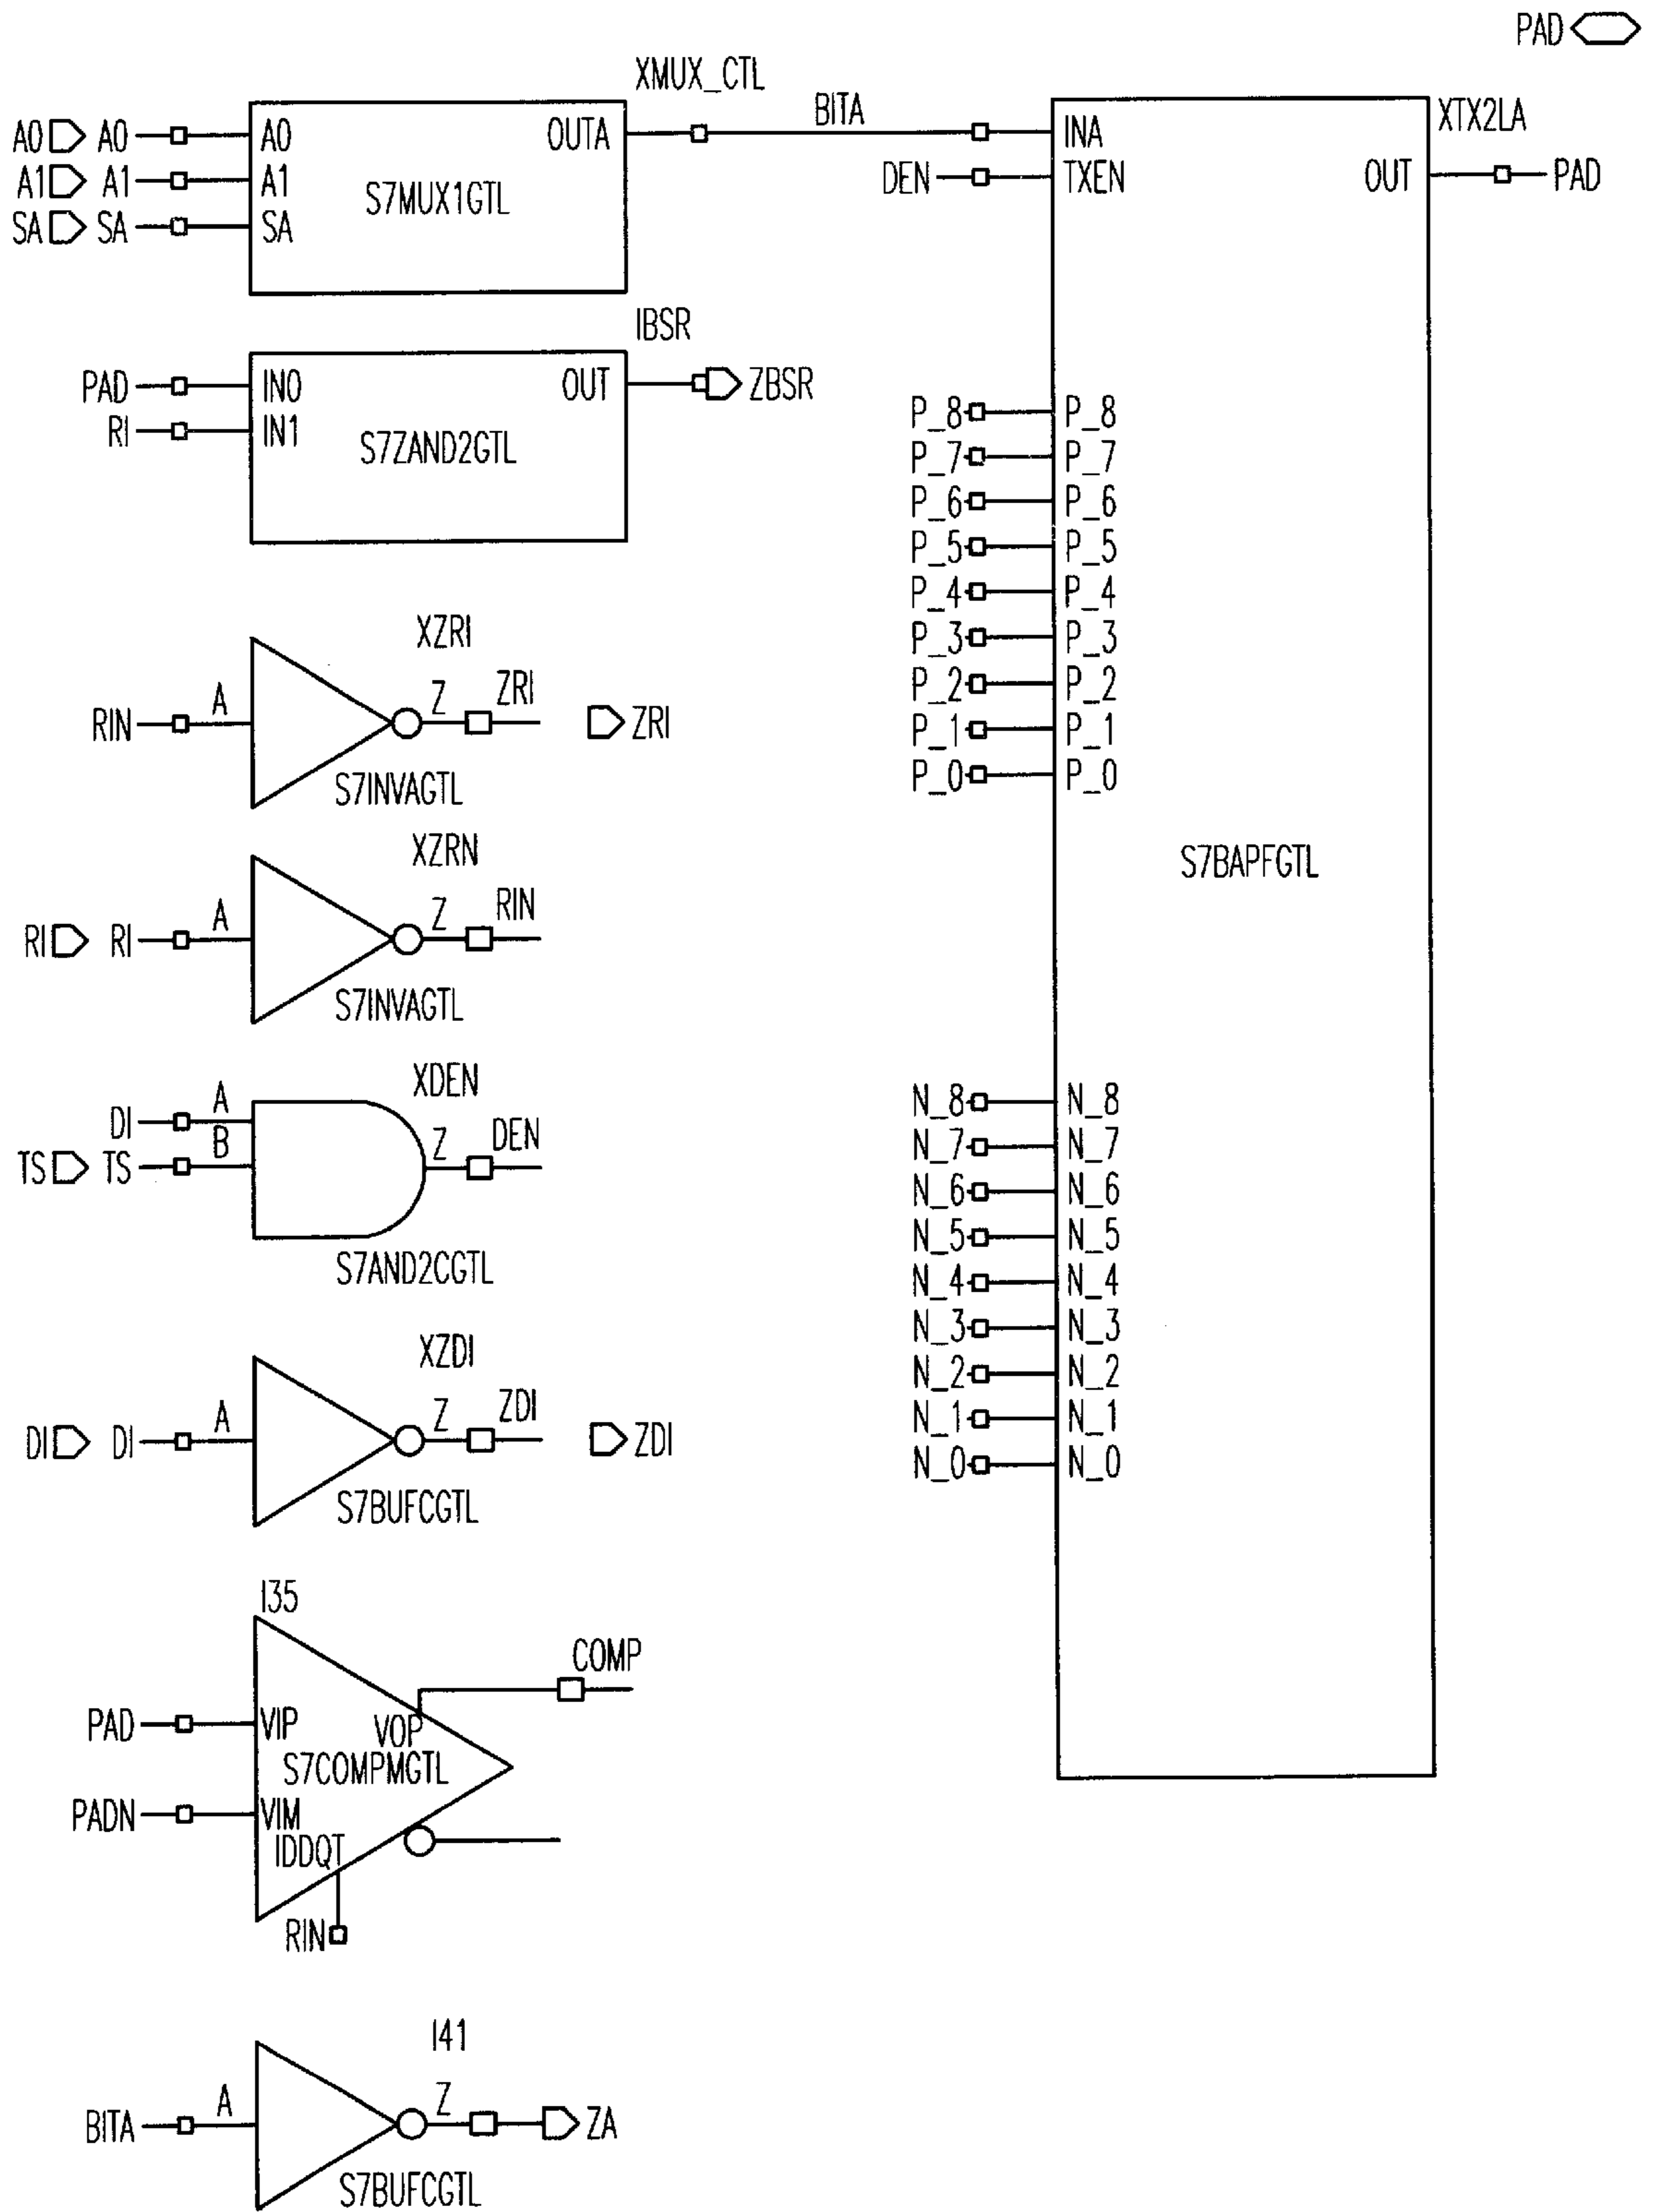 PAD
XMUX_CTL
A0 A0 A0 OUTA
A1 A1 A1
SA SA SA
S7MUX1GTL
BITA
XTX2LA
INA
DEN TXEN
OUT PAD
IBSR
PAD IN0 OUT ZBSR
RI IN1
S7ZAND2GTL
P_8 P_8
P_7 P_7
P_6 P_6
P_5 P_5
P_4 P_4
P_3 P_3
P_2 P_2
P_1 P_1
P_0 P_0
S7BAPFGTL
N_8 N_8
N_7 N_7
N_6 N_6
N_5 N_5
N_4 N_4
N_3 N_3
N_2 N_2
N_1 N_1
N_0 N_0
XZRI
RIN A Z ZRI ZRI
S7INVAGTL
XZRN
RI RI A Z RIN
S7INVAGTL
XDEN
DI A
TS TS B Z DEN
S7AND2CGTL
XZDI
DI DI A Z ZDI ZDI
S7BUFCGTL
I35
COMP
PAD VIP VOP
S7COMPMGTL
PADN VIM
IDDQT
RIN
I41
BITA A Z ZA
S7BUFCGTL